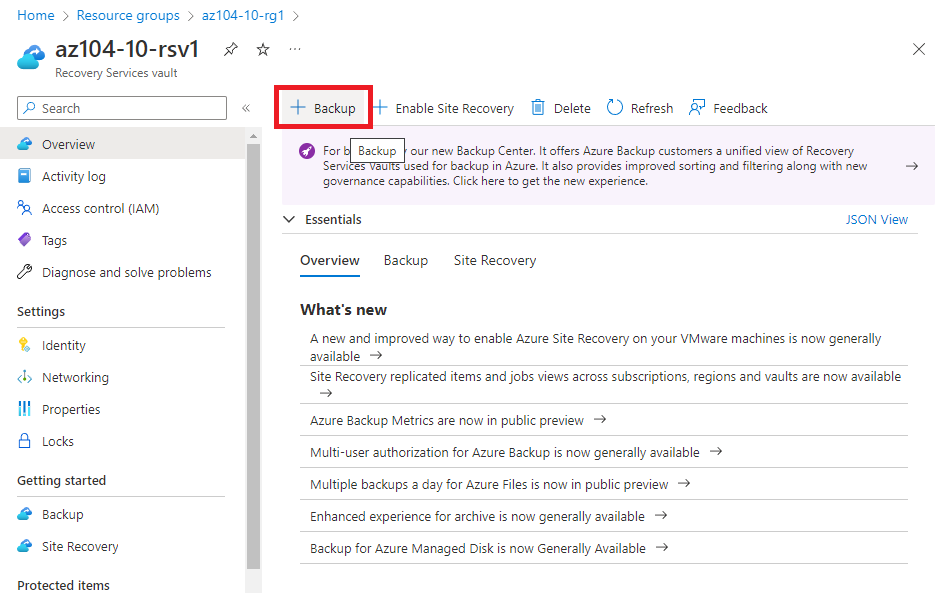 Home > Resource groups > az104-10-rg1 >
az104-10-rsv1 ...
Recovery Services vault
Search «
Overview
Activity log
Access control (IAM)
Tags
Diagnose and solve problems
Settings
Identity
Networking
Properties
Locks
Getting started
Backup
Site Recovery
Protected items
+ Backup + Enable Site Recovery Delete Refresh Feedback
Backup
For b our new Backup Center. It offers Azure Backup customers a unified view of Recovery
Services Vaults used for backup in Azure. It also provides improved sorting and filtering along with new →
governance capabilities. Click here to get the new experience.
Essentials JSON View
Overview Backup Site Recovery
What's new
A new and improved way to enable Azure Site Recovery on your VMware machines is now generally
available →
Site Recovery replicated items and jobs views across subscriptions, regions and vaults are now available
→
Azure Backup Metrics are now in public preview →
Multi-user authorization for Azure Backup is now generally available →
Multiple backups a day for Azure Files is now in public preview →
Enhanced experience for archive is now generally available →
Backup for Azure Managed Disk is now Generally Available →